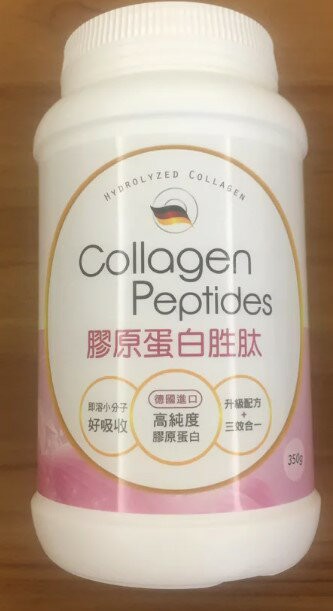 HYDROLYZED COLLAGEN
Collagen
Peptides
膠原蛋白胜肽
即溶小分子
好吸收
德國進口
高純度
膠原蛋白
升級配方
+
三效合一
350g